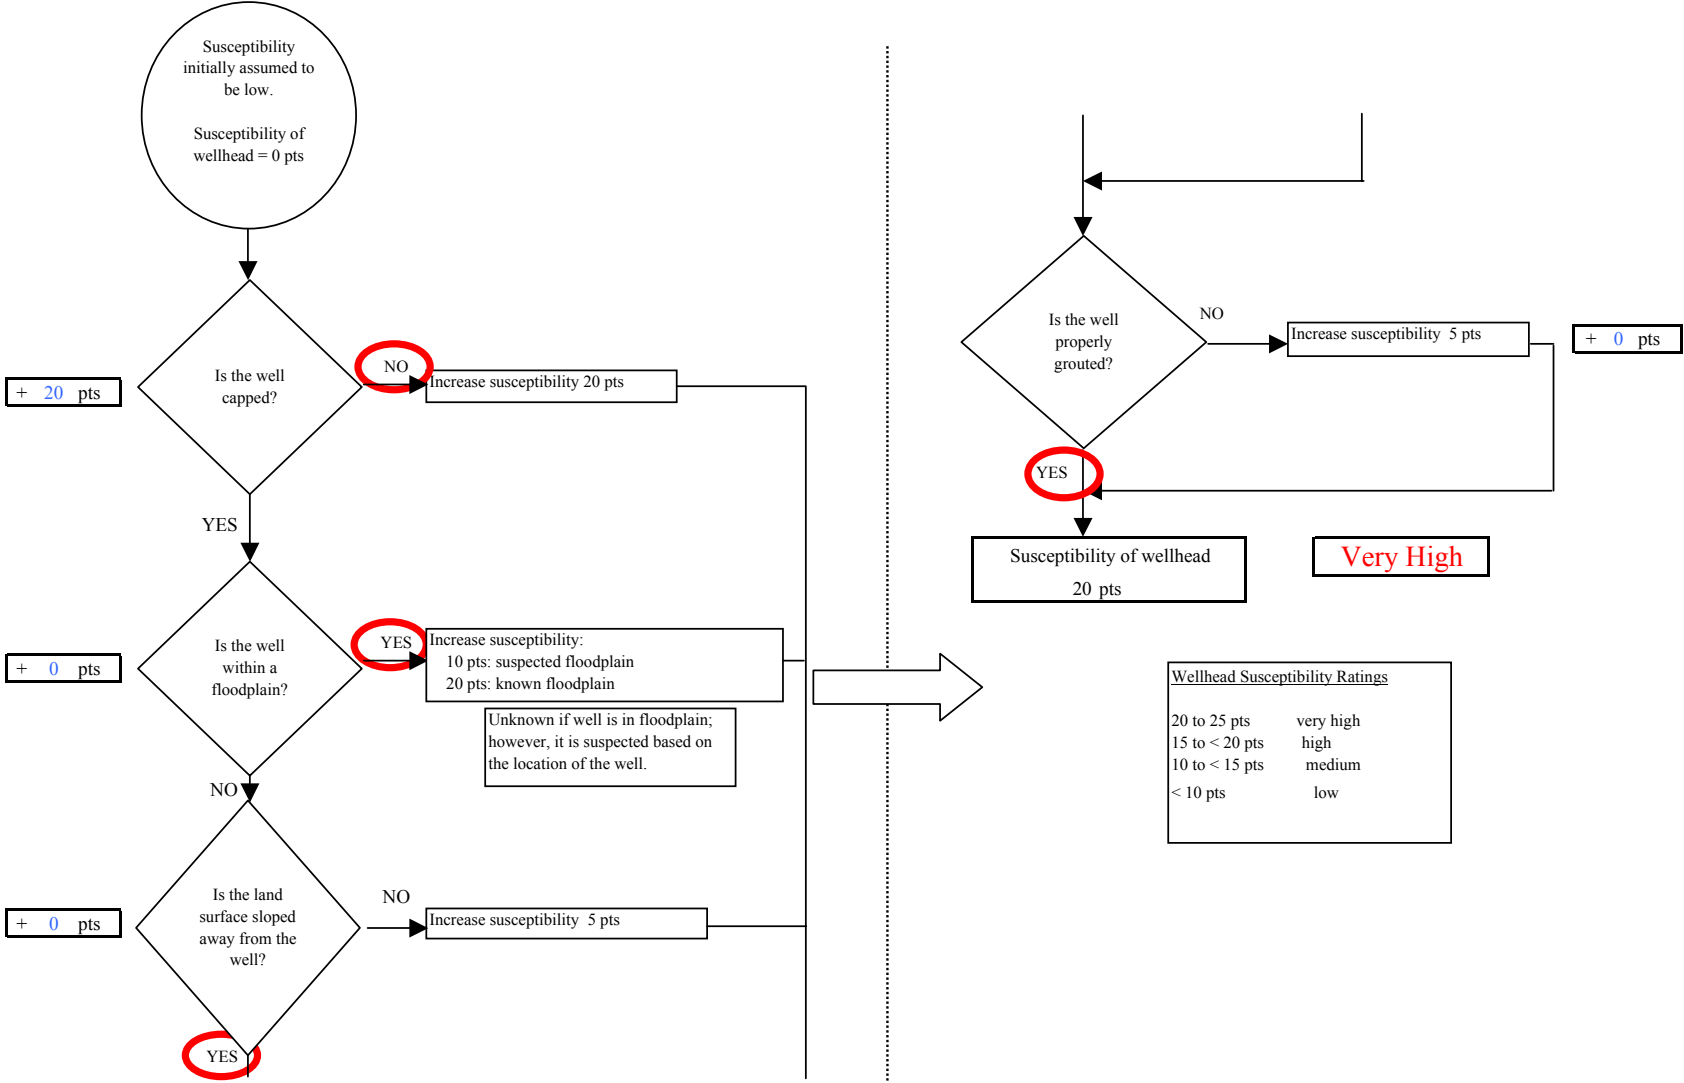 Susceptibility
initially assumed to
be low.
Susceptibility of
wellhead = 0 pts
Is the well
capped?
NO
Increase susceptibility 20 pts
+ 20 pts
YES
Is the well
within a
floodplain?
YES
Increase susceptibility:
10 pts: suspected floodplain
20 pts: known floodplain
+ 0 pts
Unknown if well is in floodplain;
however, it is suspected based on
the location of the well.
NO
Is the land
surface sloped
away from the
well?
NO
Increase susceptibility 5 pts
+ 0 pts
YES
Is the well
properly
grouted?
NO
Increase susceptibility 5 pts
+ 0 pts
YES
Susceptibility of wellhead
20 pts
Very High
Wellhead Susceptibility Ratings
20 to 25 pts very high
15 to < 20 pts high
10 to < 15 pts medium
< 10 pts low